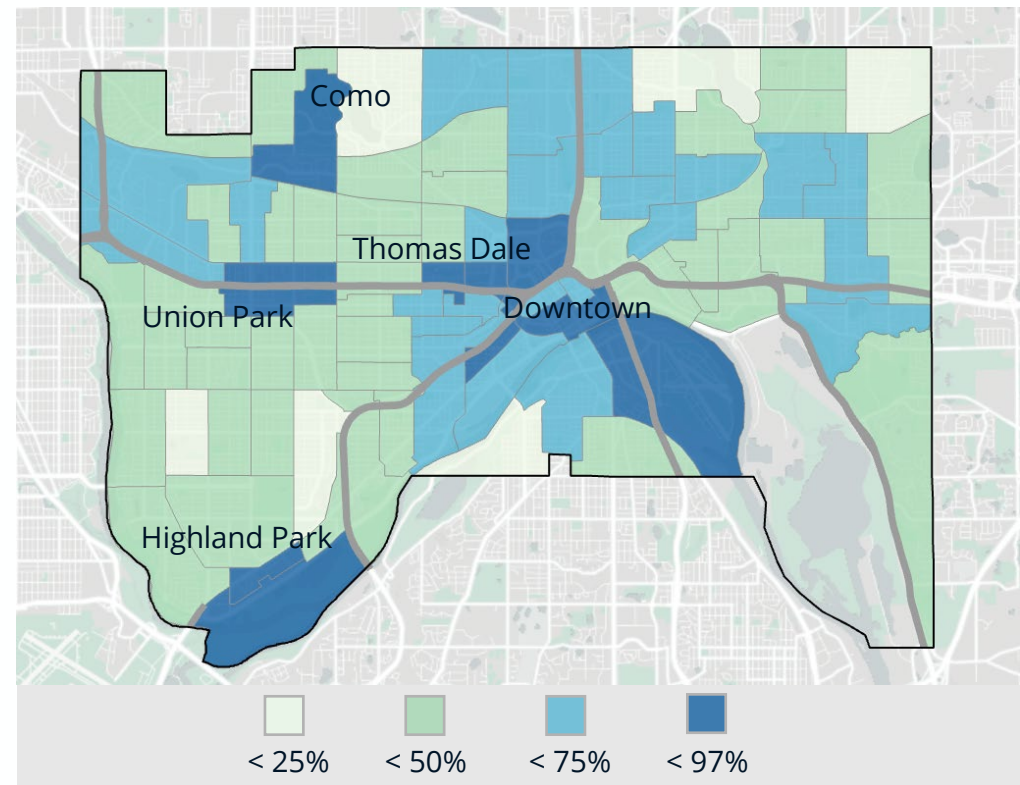 Como
Thomas Dale
Downtown
Union Park
Highland Park
< 25%
< 50%
< 75%
< 97%